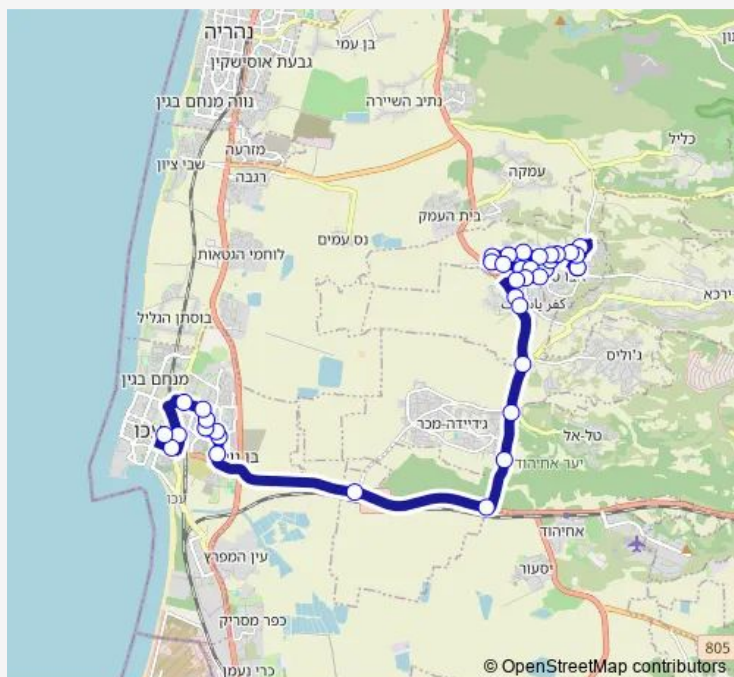 נהריה
בן עמי
גבעת אוסישקין
נווה מנחם בגין
נתיב השיירה
כליל
מזרעה
שבי ציון
רגבה
עמקה
בית העמק
נס עמים
לוחמי הגטאות
ירכא
בוסתן הגליל
ג'וליס
מנחם בגין
ג'דיידה-מכר
טל-אל
יער אחיהוד
עכו
אחיהוד
עין המפרץ
יסעור
כפר מסריק
805
כרי נעמן
© OpenStreetMap contributors